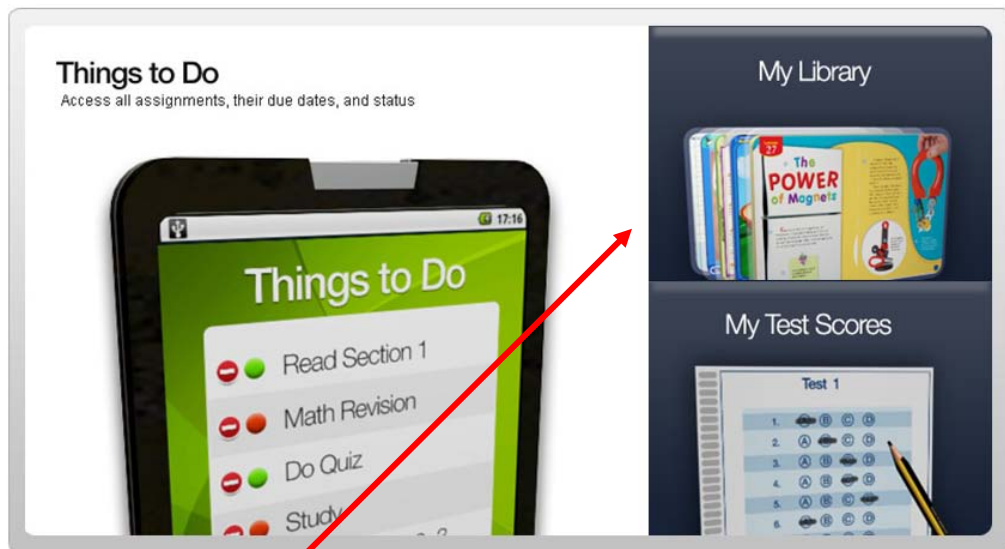 Things to Do
Access all assignments, their due dates, and status
17:16
Things to Do
Read Section 1
Math Revision
Do Quiz
Study
My Library
27
The
POWER
of Magnets
My Test Scores
Test 1
1. A B C D
2. A B C D
3. A B C D
4. A B C D
5. A B C D
6. A B C D